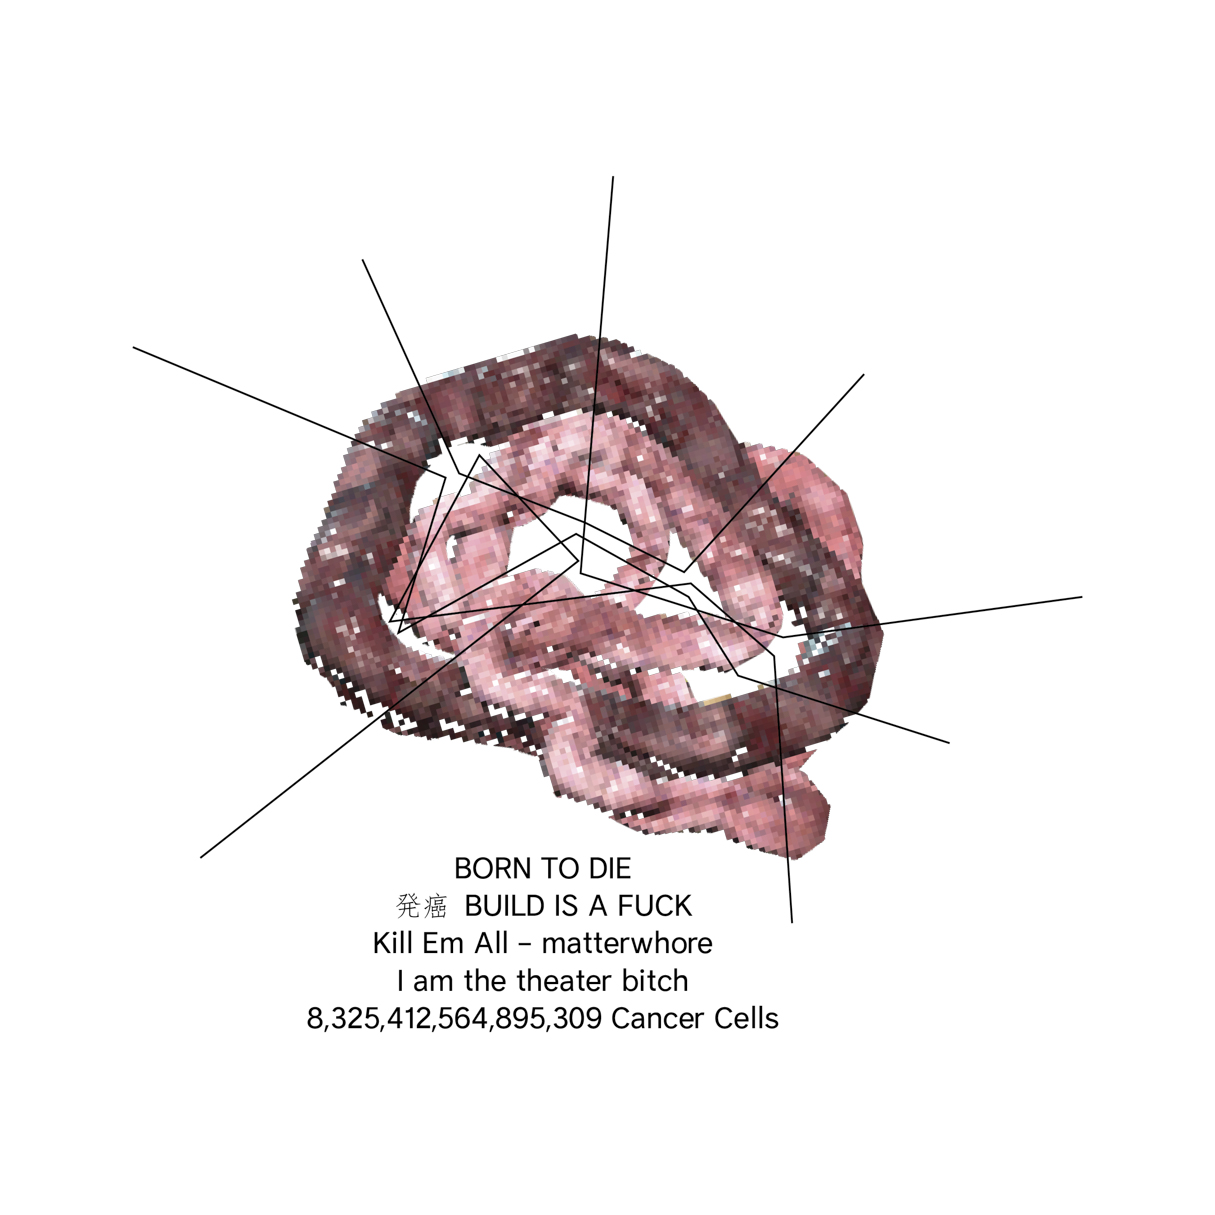 BORN TO DIE
発癌 BUILD IS A FUCK
Kill Em All – matterwhore
I am the theater bitch
8,325,412,564,895,309 Cancer Cells